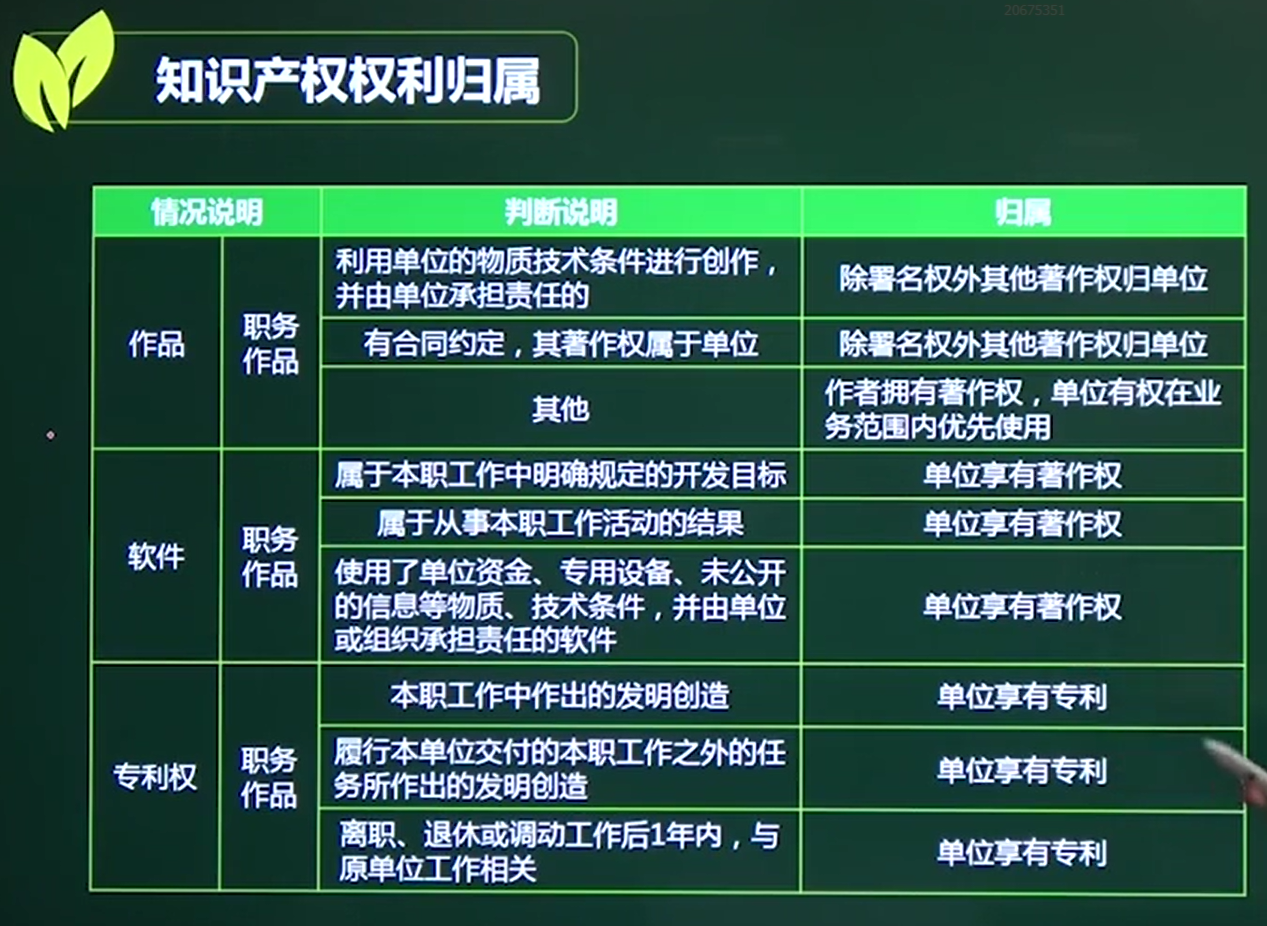 20675351
知识产权权利归属
情况说明 判断说明 归属
作品
职务
作品
利用单位的物质技术条件进行创作，
并由单位承担责任的
除署名权外其他著作权归单位
有合同约定，其著作权属于单位
除署名权外其他著作权归单位
其他
作者拥有著作权，单位有权在业
务范围内优先使用
软件
职务
作品
属于本职工作中明确规定的开发目标
单位享有著作权
属于从事本职工作活动的结果
单位享有著作权
使用了单位资金、专用设备、未公开
的信息等物质、技术条件，并由单位
或组织承担责任的软件
单位享有著作权
专利权
职务
作品
本职工作中作出的发明创造
单位享有专利
履行本单位交付的本职工作之外的任
务所作出的发明创造
单位享有专利
离职、退休或调动工作后1年内，与
原单位工作相关
单位享有专利